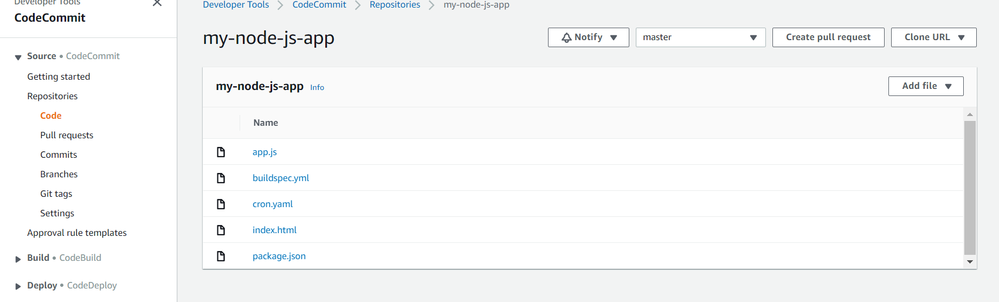 Developer Tools
CodeCommit
Source • CodeCommit
Getting started
Repositories
Code
Pull requests
Commits
Branches
Git tags
Settings
Approval rule templates
Build • CodeBuild
Deploy • CodeDeploy
Developer Tools > CodeCommit > Repositories > my-node-js-app
my-node-js-app
Notify
master
Create pull request
Clone URL
my-node-js-app Info
Add file
Name
app.js
buildspec.yml
cron.yaml
index.html
package.json